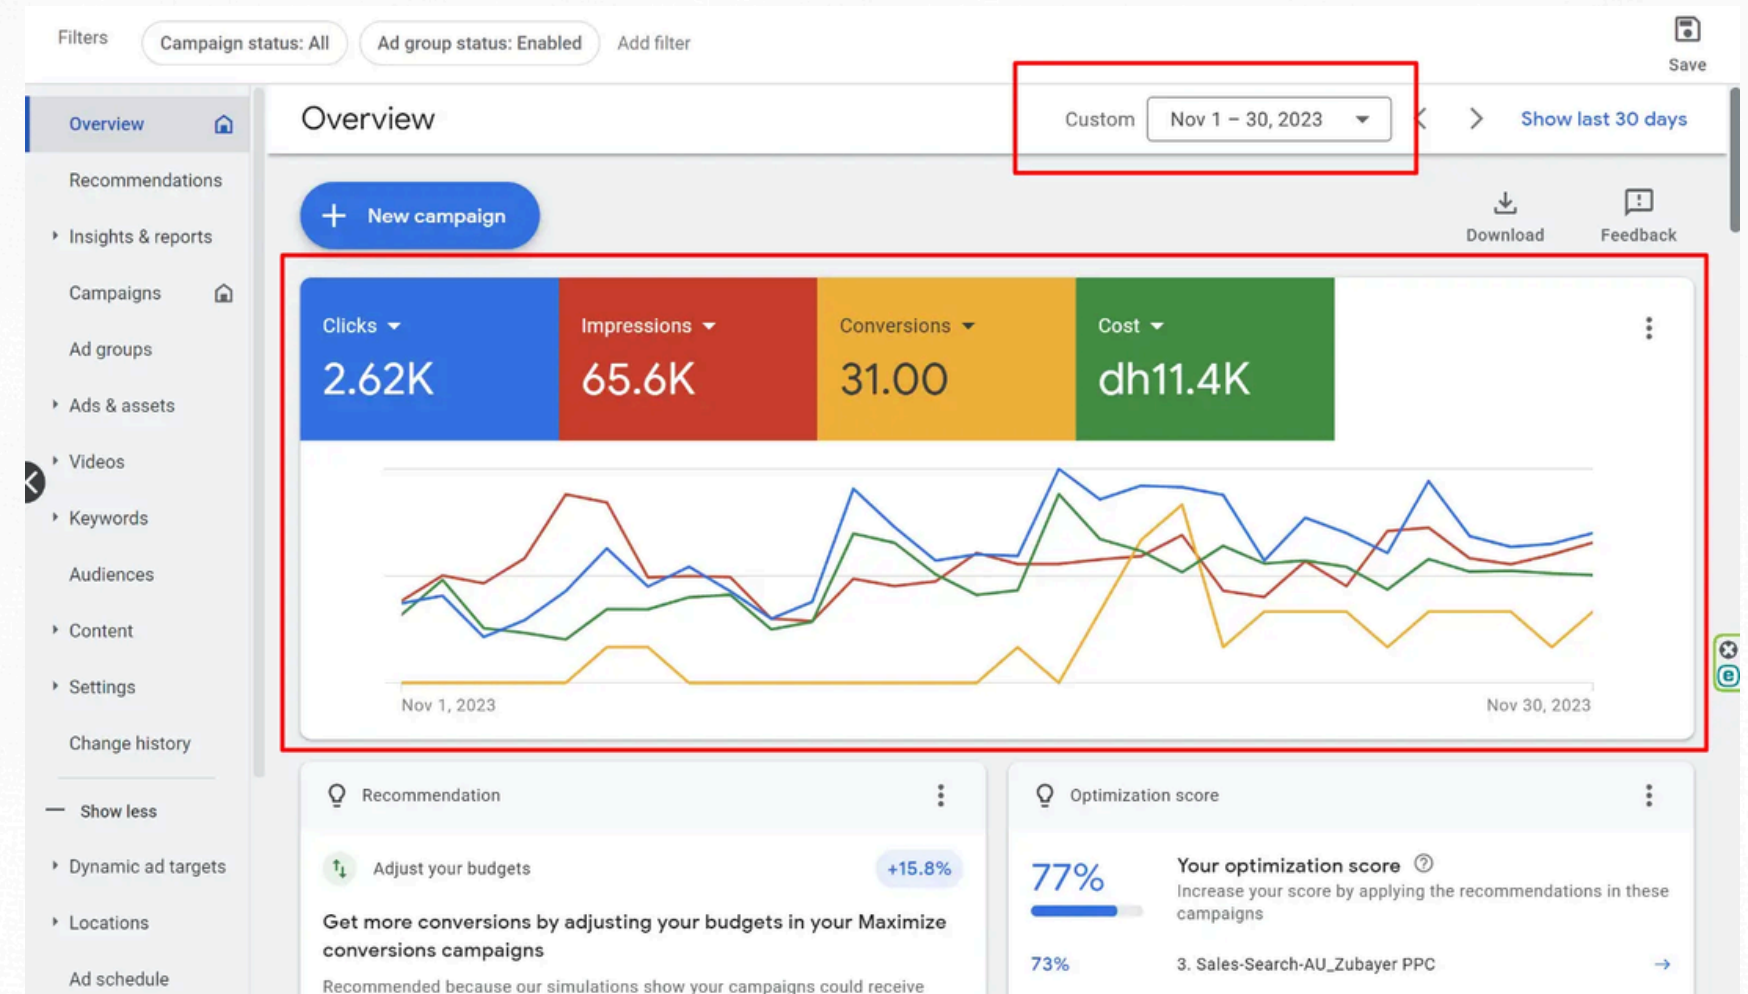 Filters
Campaign status: All
Ad group status: Enabled
Add filter
Save
Overview
Recommendations
Insights & reports
Campaigns
Ad groups
Ads & assets
Videos
Keywords
Audiences
Content
Settings
Change history
Show less
Dynamic ad targets
Locations
Ad schedule
Overview
Custom
Nov 1 – 30, 2023
Show last 30 days
New campaign
Download
Feedback
Clicks
2.62K
Impressions
65.6K
Conversions
31.00
Cost
dh11.4K
Nov 1, 2023
Nov 30, 2023
Recommendation
Adjust your budgets
+15.8%
Get more conversions by adjusting your budgets in your Maximize
conversions campaigns
Recommended because our simulations show your campaigns could receive
Optimization score
77%
Your optimization score
Increase your score by applying the recommendations in these
campaigns
73%
3. Sales-Search-AU_Zubayer PPC